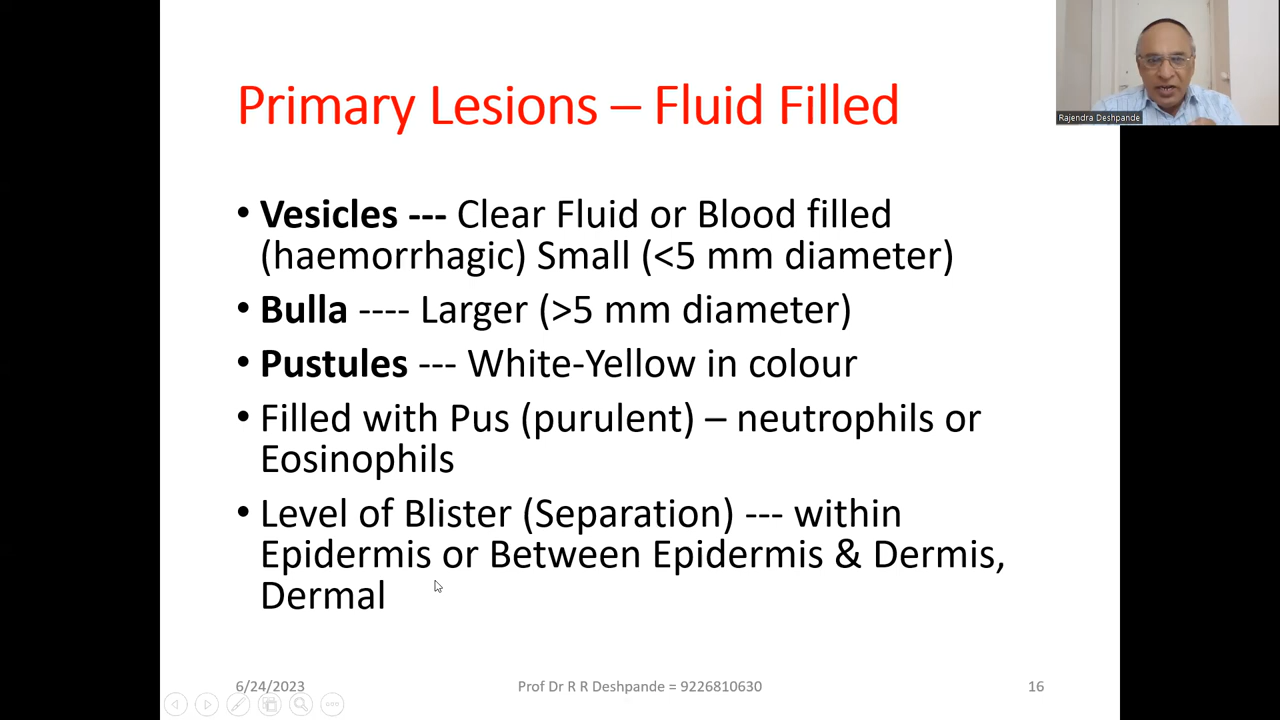 Primary Lesions – Fluid Filled
Rajendra Deshpande
• Vesicles --- Clear Fluid or Blood filled
(haemorrhagic) Small (<5 mm diameter)
• Bulla ---- Larger (>5 mm diameter)
• Pustules --- White-Yellow in colour
• Filled with Pus (purulent) – neutrophils or
Eosinophils
• Level of Blister (Separation) --- within
Epidermis or Between Epidermis & Dermis,
Dermal
6/24/2023
Prof Dr R R Deshpande = 9226810630
16